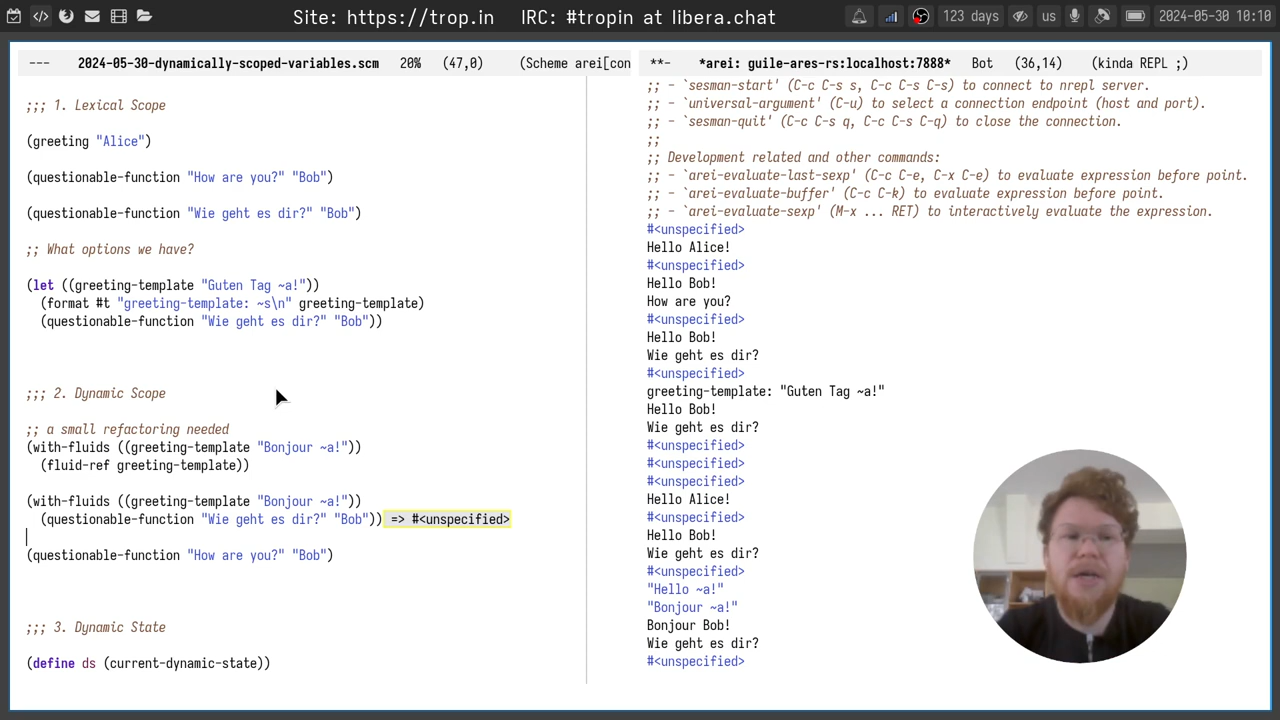 Site: https://trop.in   IRC: #tropin at libera.chat
123 days
us
2024-05-30 10:10
---    2024-05-30-dynamically-scoped-variables.scm   20%   (47,0)     (Scheme arei[con
;;; 1. Lexical Scope
(greeting "Alice")
(questionable-function "How are you?" "Bob")
(questionable-function "Wie geht es dir?" "Bob")
;; What options we have?
(let ((greeting-template "Guten Tag ~a!"))
  (format #t "greeting-template: ~s\n" greeting-template)
  (questionable-function "Wie geht es dir?" "Bob"))
;;; 2. Dynamic Scope
;; a small refactoring needed
(with-fluids ((greeting-template "Bonjour ~a!"))
  (fluid-ref greeting-template))
(with-fluids ((greeting-template "Bonjour ~a!"))
  (questionable-function "Wie geht es dir?" "Bob")) => #<unspecified>
(questionable-function "How are you?" "Bob")
;;; 3. Dynamic State
(define ds (current-dynamic-state))
**-    *arei: guile-ares-rs:localhost:7888*   Bot   (36,14)    (kinda REPL ;)
;; - `sesman-start' (C-c C-s s, C-c C-s C-s) to connect to nrepl server.
;; - `universal-argument' (C-u) to select a connection endpoint (host and port).
;; - `sesman-quit' (C-c C-s q, C-c C-s C-q) to close the connection.
;;
;; Development related and other commands:
;; - `arei-evaluate-last-sexp' (C-c C-e, C-x C-e) to evaluate expression before point.
;; - `arei-evaluate-buffer' (C-c C-k) to evaluate expression before point.
;; - `arei-evaluate-sexp' (M-x ... RET) to interactively evaluate the expression.
#<unspecified>
Hello Alice!
#<unspecified>
Hello Bob!
How are you?
#<unspecified>
Hello Bob!
Wie geht es dir?
#<unspecified>
greeting-template: "Guten Tag ~a!"
Hello Bob!
Wie geht es dir?
#<unspecified>
#<unspecified>
#<unspecified>
Hello Alice!
#<unspecified>
Hello Bob!
Wie geht es dir?
#<unspecified>
"Hello ~a!"
"Bonjour ~a!"
Bonjour Bob!
Wie geht es dir?
#<unspecified>